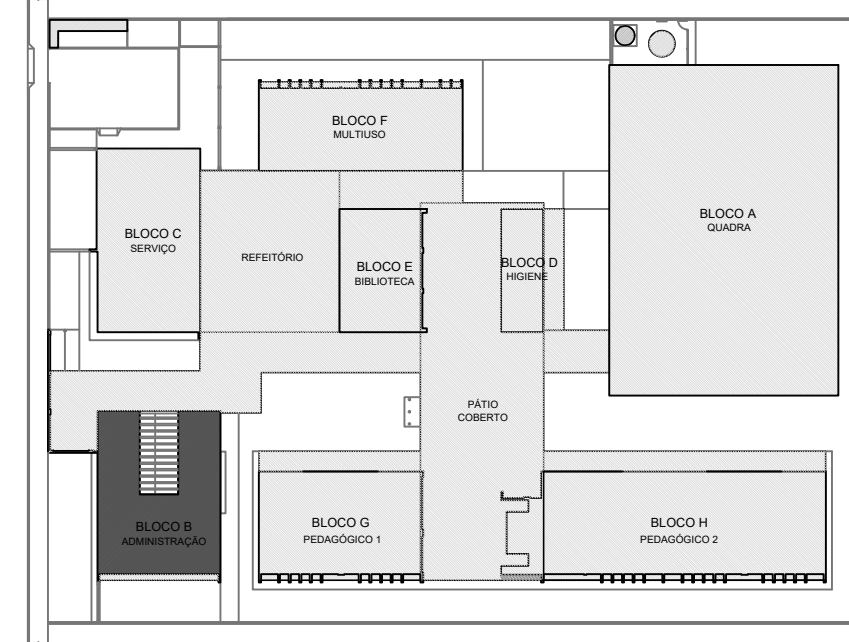 BLOCO F
MULTIUSO
BLOCO A
QUADRA
BLOCO C
SERVIÇO
REFEITÓRIO
BLOCO E
BIBLIOTECA
BLOCO D
HIGIENE
PÁTIO
COBERTO
BLOCO B
ADMINISTRAÇÃO
BLOCO G
PEDAGÓGICO 1
BLOCO H
PEDAGÓGICO 2